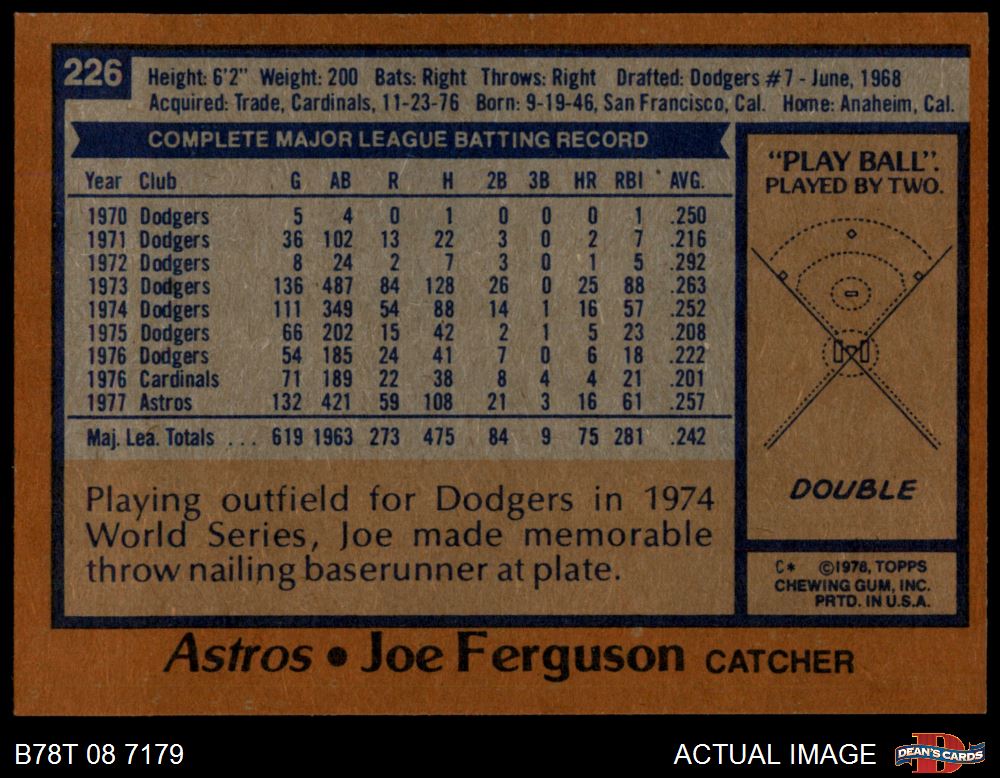 226
Height: 6'2" Weight: 200 Bats: Right Throws: Right Drafted: Dodgers #7 - June, 1968
Acquired: Trade, Cardinals, 11-23-76 Born: 9-19-46, San Francisco, Cal. Home: Anaheim, Cal.
COMPLETE MAJOR LEAGUE BATTING RECORD
Year Club G AB R H 2B 3B HR RBI AVG.
1970 Dodgers 5 4 0 1 0 0 0 1 .250
1971 Dodgers 36 102 13 22 3 0 2 7 .216
1972 Dodgers 8 24 2 7 3 0 1 5 .292
1973 Dodgers 136 487 84 128 26 0 25 88 .263
1974 Dodgers 111 349 54 88 14 1 16 57 .252
1975 Dodgers 66 202 15 42 2 1 5 23 .208
1976 Dodgers 54 185 24 41 7 0 6 18 .222
1976 Cardinals 71 189 22 38 8 4 4 21 .201
1977 Astros 132 421 59 108 21 3 16 61 .257
Maj. Lea. Totals ... 619 1963 273 475 84 9 75 281 .242
Playing outfield for Dodgers in 1974
World Series, Joe made memorable
throw nailing baserunner at plate.
"PLAY BALL".
PLAYED BY TWO.
DOUBLE
C* ©1978, TOPPS
CHEWING GUM, INC.
PRTD. IN U.S.A.
Astros • Joe Ferguson CATCHER
B78T 08 7179
ACTUAL IMAGE
DEAN'S CARDS